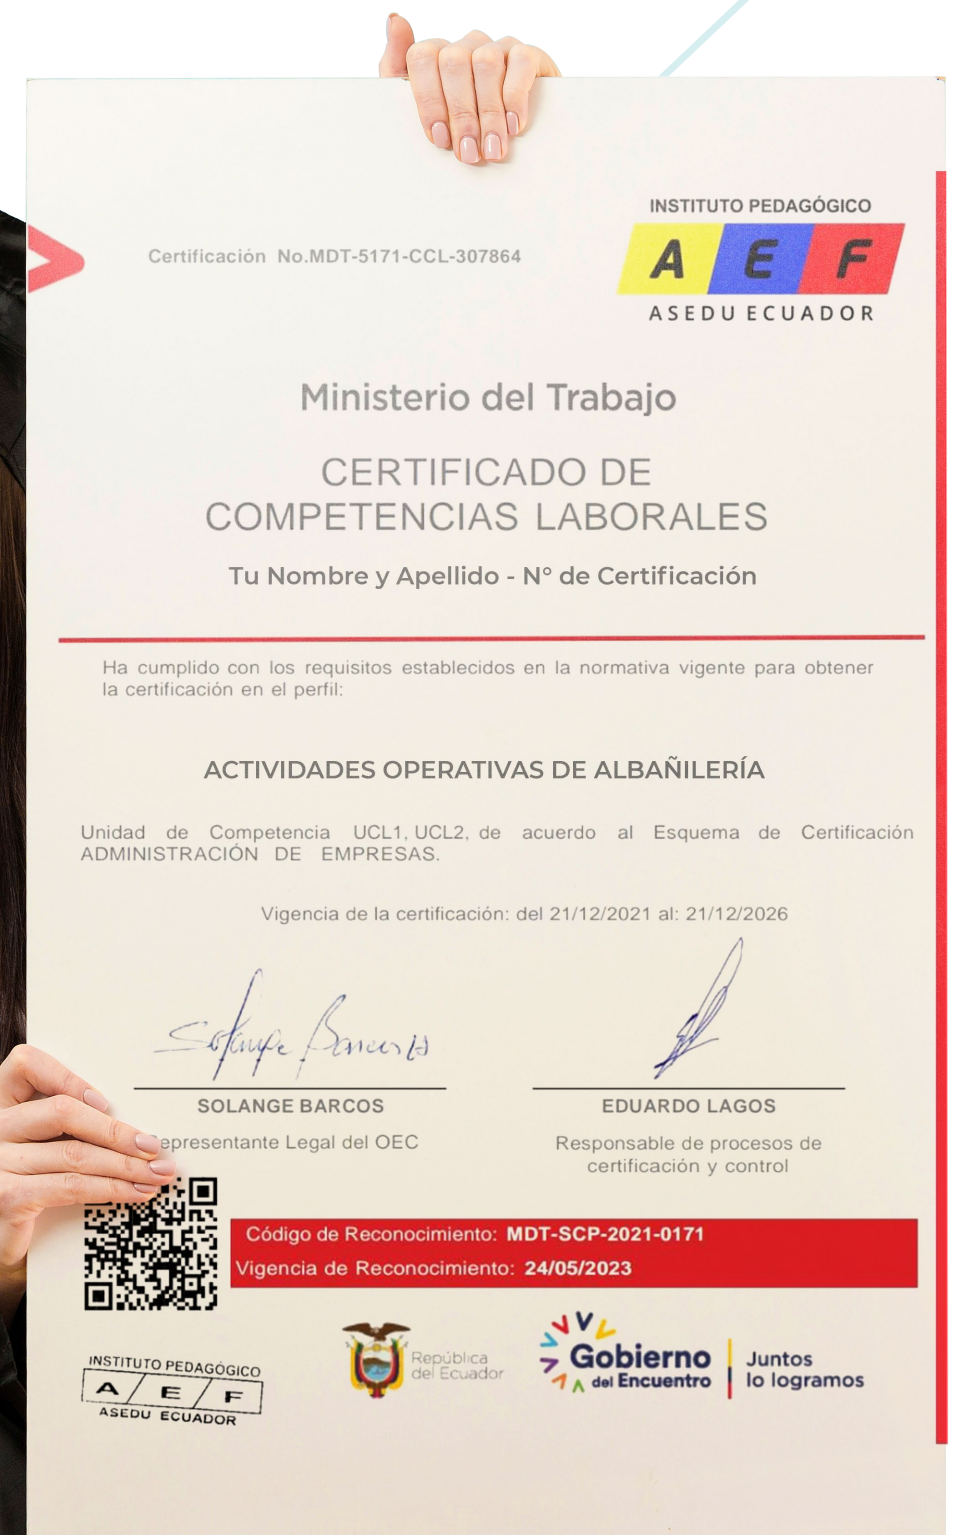 INSTITUTO PEDAGÓGICO
A E F
ASEDU ECUADOR
Certificación No.MDT-5171-CCL-307864
Ministerio del Trabajo
CERTIFICADO DE
COMPETENCIAS LABORALES
Tu Nombre y Apellido - N° de Certificación
Ha cumplido con los requisitos establecidos en la normativa vigente para obtener
la certificación en el perfil:
ACTIVIDADES OPERATIVAS DE ALBAÑILERÍA
Unidad de Competencia UCL1, UCL2, de acuerdo al Esquema de Certificación
ADMINISTRACIÓN DE EMPRESAS.
Vigencia de la certificación: del 21/12/2021 al: 21/12/2026
Solange Barcos
SOLANGE BARCOS
EDUARDO LAGOS
epresentante Legal del OEC
Responsable de procesos de
certificación y control
Código de Reconocimiento: MDT-SCP-2021-0171
Vigencia de Reconocimiento: 24/05/2023
INSTITUTO PEDAGÓGICO
A E F
ASEDU ECUADOR
República
del Ecuador
Gobierno
del Encuentro
Juntos
lo logramos